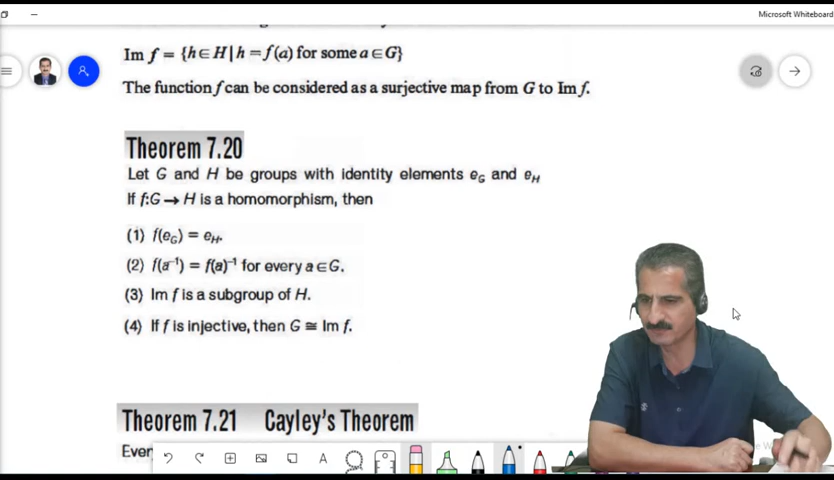 Microsoft Whiteboard
Im f = {h∈H|h = f(a) for some a∈G}
The function f can be considered as a surjective map from G to Im f.
Theorem 7.20
Let G and H be groups with identity elements e_G and e_H
If f:G → H is a homomorphism, then
(1) f(e_G) = e_H.
(2) f(a⁻¹) = f(a)⁻¹ for every a∈G.
(3) Im f is a subgroup of H.
(4) If f is injective, then G ≅ Im f.
Theorem 7.21 Cayley's Theorem